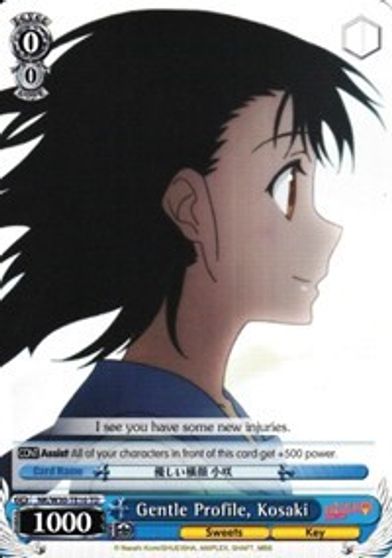 0
0
I see you have some new injuries.
CONT Assist All of your characters in front of this card get +500 power.
Card Name 優しい横顔 小咲
Gentle Profile, Kosaki
1000
Sweets Key